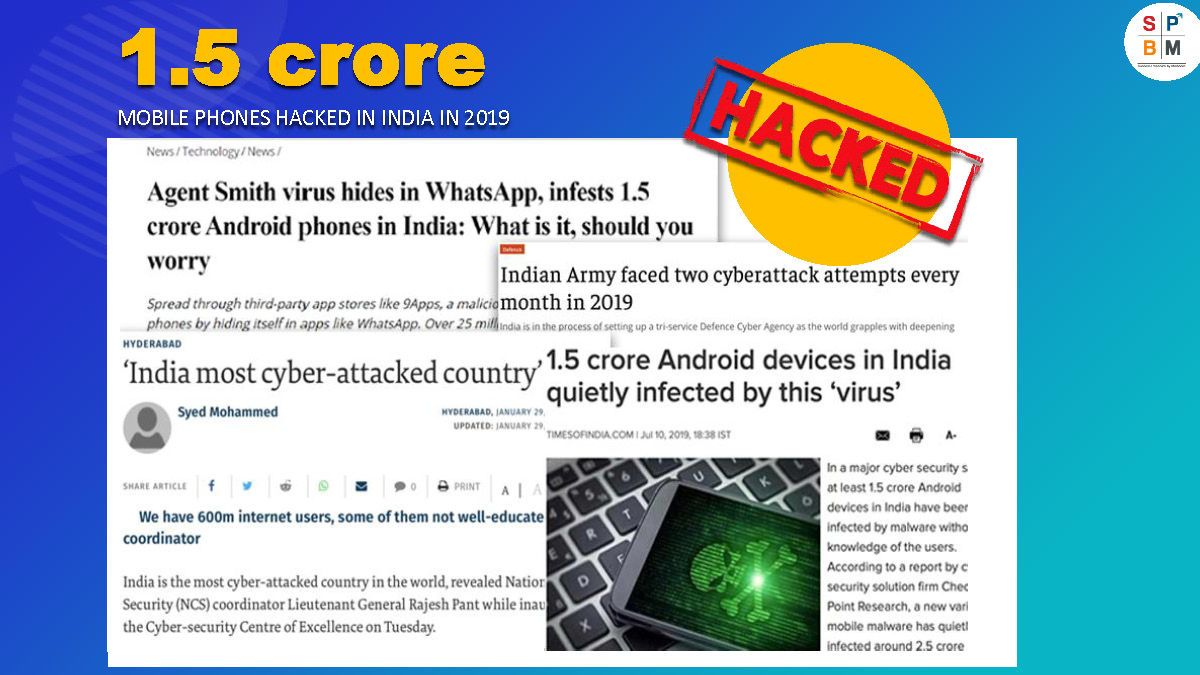 1.5 crore
MOBILE PHONES HACKED IN INDIA IN 2019
S P
B M
HACKED
News / Technology / News /
Agent Smith virus hides in WhatsApp, infests 1.5
crore Android phones in India: What is it, should you
worry
Spread through third-party app stores like 9Apps, a malicio
phones by hiding itself in apps like WhatsApp. Over 25 mill
Defence
Indian Army faced two cyberattack attempts every
month in 2019
India is in the process of setting up a tri-service Defence Cyber Agency as the world grapples with deepening
HYDERABAD
‘India most cyber-attacked country’
Syed Mohammed
HYDERABAD, JANUARY 29,
UPDATED: JANUARY 29,
SHARE ARTICLE
0
PRINT
A | A
We have 600m internet users, some of them not well-educate
coordinator
India is the most cyber-attacked country in the world, revealed Nation
Security (NCS) coordinator Lieutenant General Rajesh Pant while inau
the Cyber-security Centre of Excellence on Tuesday.
1.5 crore Android devices in India
quietly infected by this ‘virus’
TIMESOFINDIA.COM | Jul 10, 2019, 18:38 IST
A-
In a major cyber security s
at least 1.5 crore Android
devices in India have been
infected by malware witho
knowledge of the users.
According to a report by c
security solution firm Chec
Point Research, a new vari
mobile malware has quietl
infected around 2.5 crore